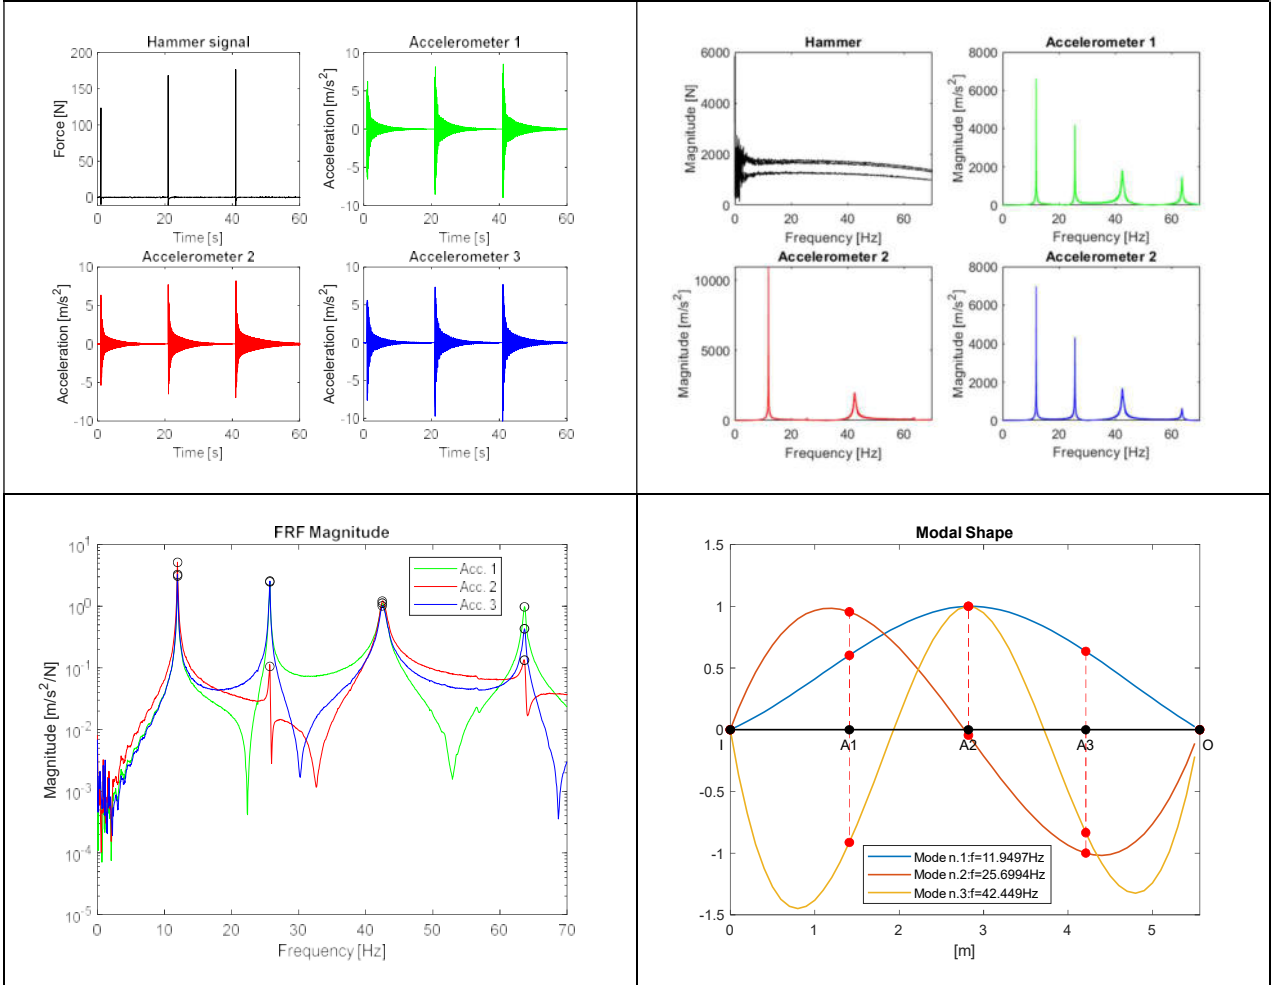 Hammer signal
Force [N]
200
150
100
50
0
0 20 40 60
Time [s]
Accelerometer 1
Acceleration [m/s²]
10
5
0
-5
-10
0 20 40 60
Time [s]
Accelerometer 2
Acceleration [m/s²]
10
5
0
-5
-10
0 20 40 60
Time [s]
Accelerometer 3
Acceleration [m/s²]
10
5
0
-5
-10
0 20 40 60
Time [s]
Hammer
Magnitude [N]
6000
4000
2000
0
0 20 40 60
Frequency [Hz]
Accelerometer 1
Magnitude [m/s²]
8000
6000
4000
2000
0
0 20 40 60
Frequency [Hz]
Accelerometer 2
Magnitude [m/s²]
10000
5000
0
0 20 40 60
Frequency [Hz]
Accelerometer 2
Magnitude [m/s²]
8000
6000
4000
2000
0
0 20 40 60
Frequency [Hz]
FRF Magnitude
Magnitude [m/s²/N]
10¹
10⁰
10⁻¹
10⁻²
10⁻³
10⁻⁴
10⁻⁵
Acc. 1
Acc. 2
Acc. 3
0 10 20 30 40 50 60 70
Frequency [Hz]
Modal Shape
1.5
1
0.5
0
-0.5
-1
-1.5
I A1 A2 A3 O
Mode n.1:f=11.9497Hz
Mode n.2:f=25.6994Hz
Mode n.3:f=42.449Hz
0 1 2 3 4 5
[m]